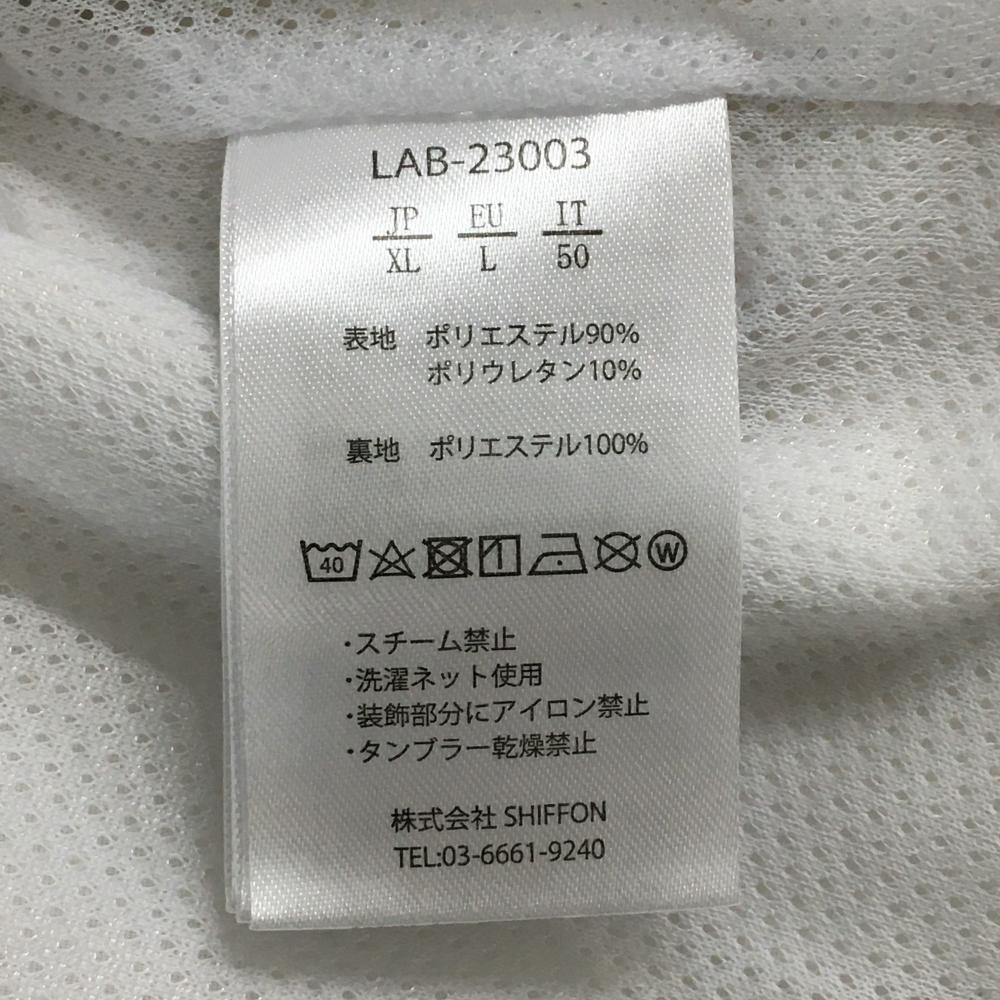 LAB-23003
JP EU IT
XL L 50
表地 ポリエステル90%
ポリウレタン10%
裏地 ポリエステル100%
40 W
・スチーム禁止
・洗濯ネット使用
・装飾部分にアイロン禁止
・タンブラー乾燥禁止
株式会社 SHIFFON
TEL:03-6661-9240